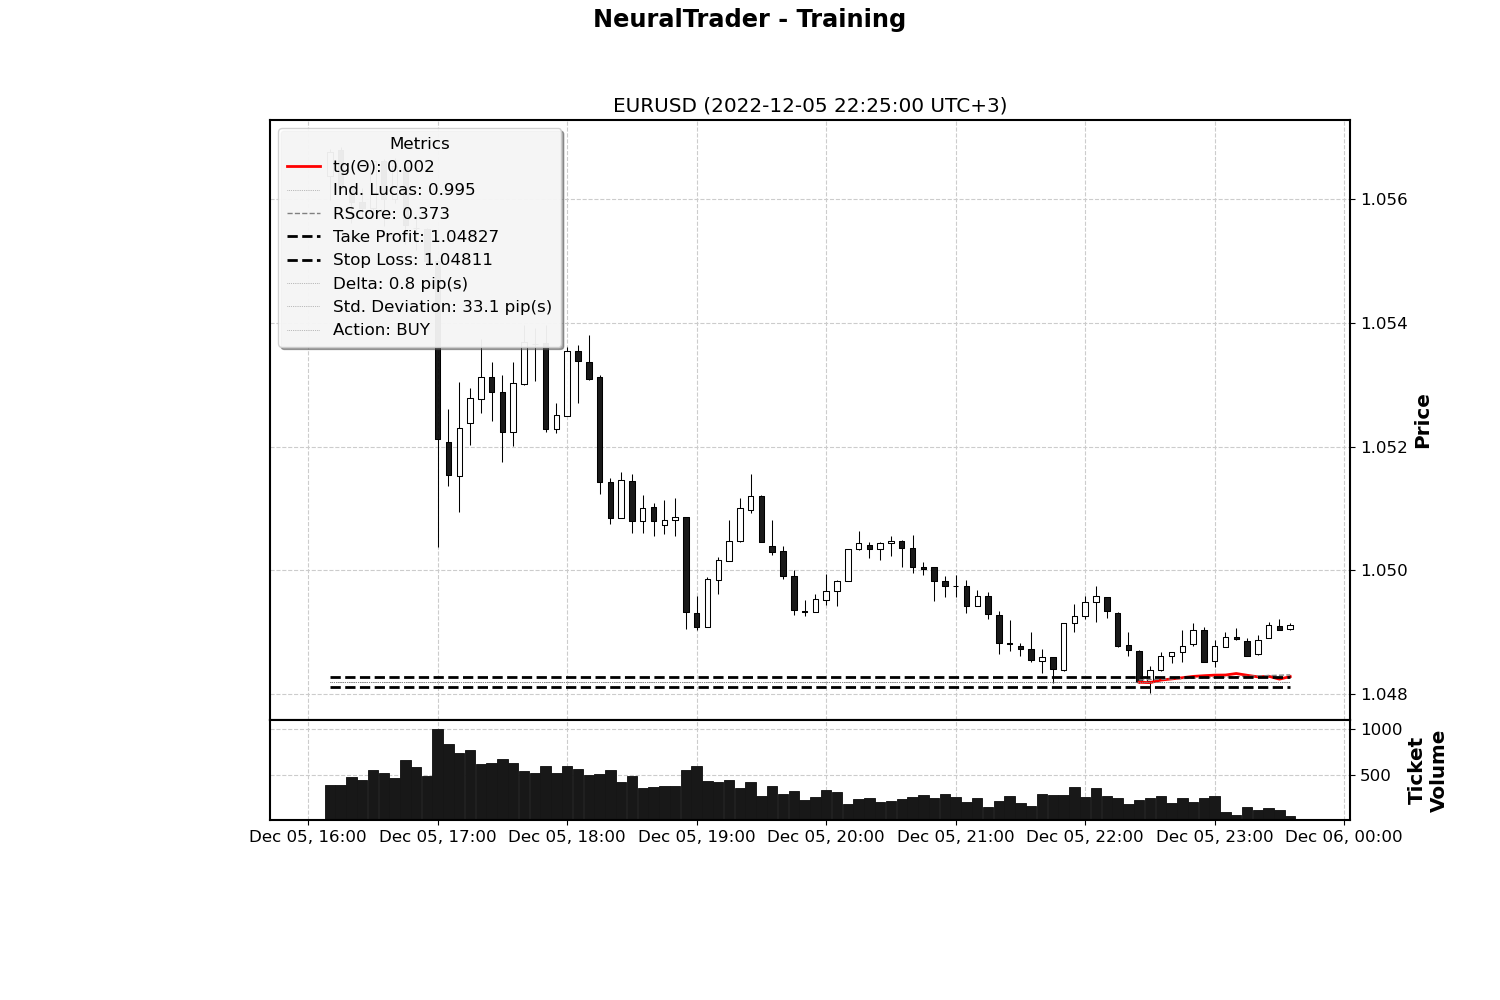 NeuralTrader - Training
EURUSD (2022-12-05 22:25:00 UTC+3)
Metrics
tg(Θ): 0.002
Ind. Lucas: 0.995
RScore: 0.373
Take Profit: 1.04827
Stop Loss: 1.04811
Delta: 0.8 pip(s)
Std. Deviation: 33.1 pip(s)
Action: BUY
1.056
1.054
1.052
1.050
1.048
Price
1000
500
Ticket
Volume
Dec 05, 16:00 Dec 05, 17:00 Dec 05, 18:00 Dec 05, 19:00 Dec 05, 20:00 Dec 05, 21:00 Dec 05, 22:00 Dec 05, 23:00 Dec 06, 00:00